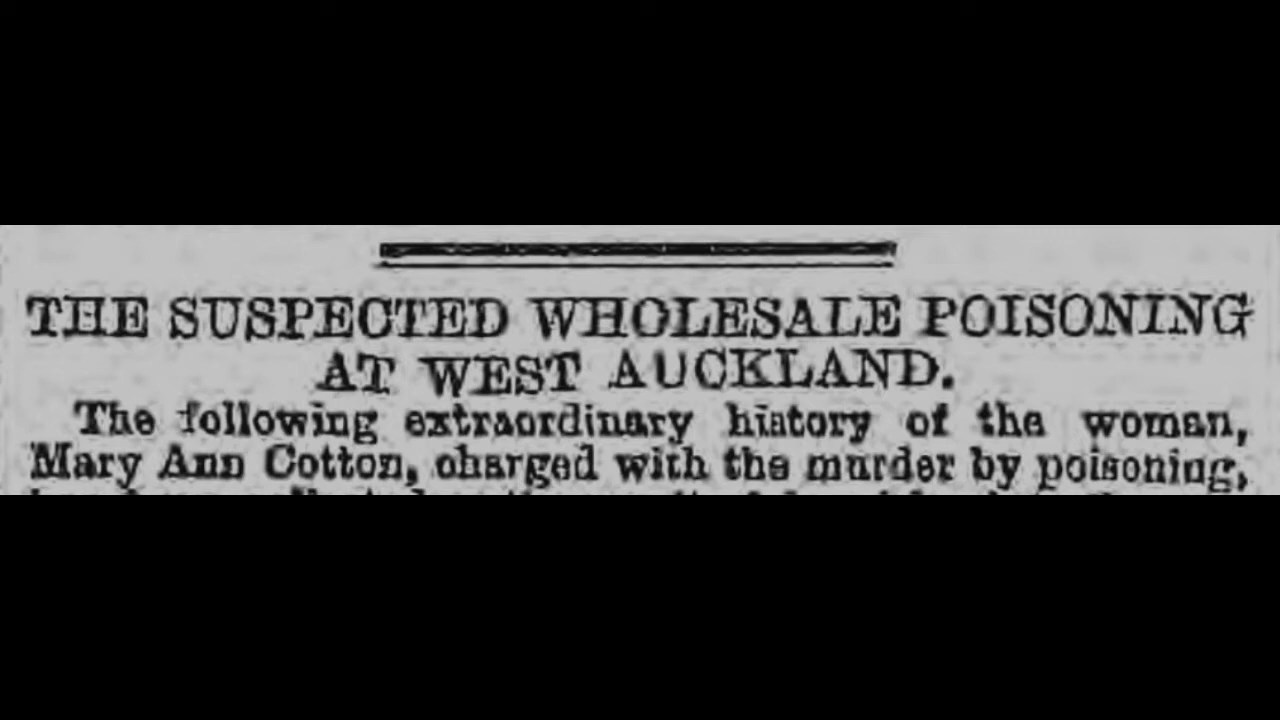 THE SUSPECTED WHOLESALE POISONING
AT WEST AUCKLAND.
The following extraordinary history of the woman,
Mary Ann Cotton, charged with the murder by poisoning,